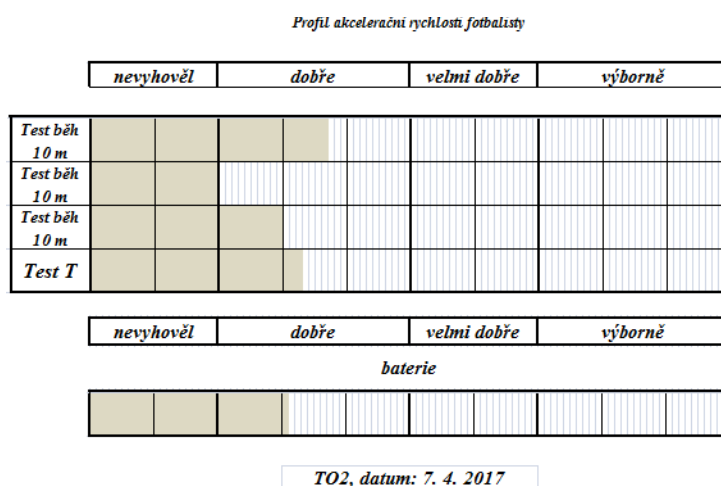 Profil akcelerační rychlosti fotbalisty
nevyhověl dobře velmi dobře výborně
Test běh
10 m
Test běh
10 m
Test běh
10 m
Test T
nevyhověl dobře velmi dobře výborně
baterie
TO2, datum: 7. 4. 2017